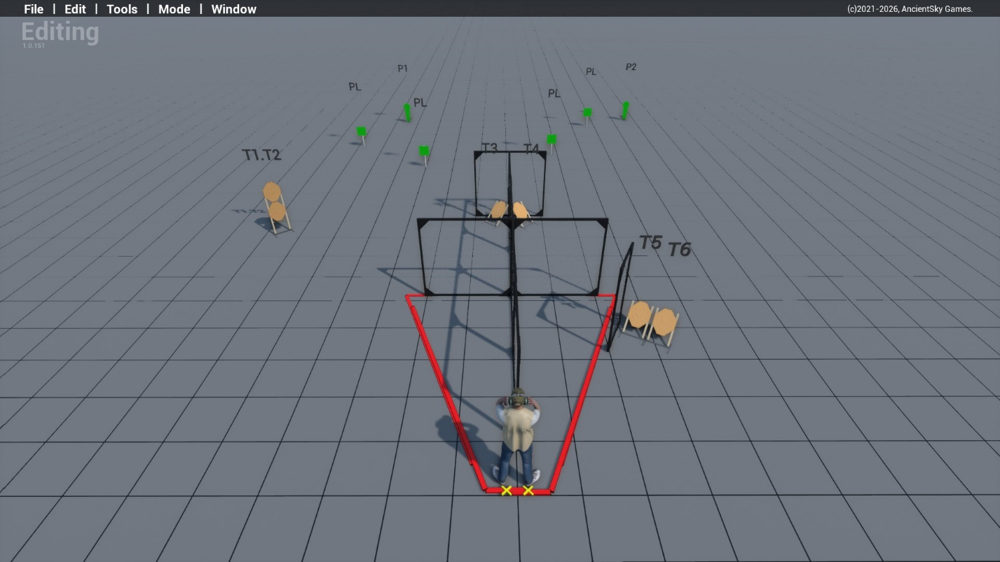 File | Edit | Tools | Mode | Window
(c)2021-2026, AncientSky Games.
Editing
1.0.151
P1
PL
P2
PL
PL
PL
T1.T2
T3
T4
T5
T6